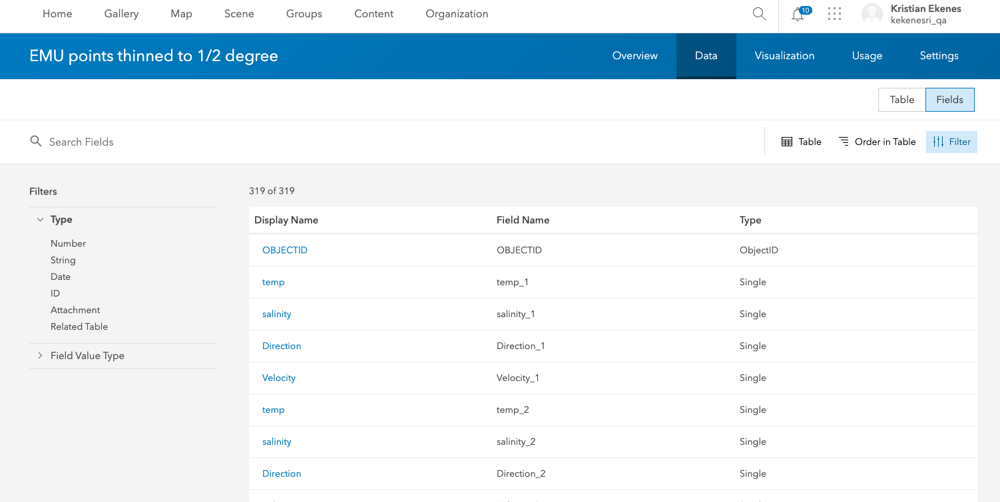 Home Gallery Map Scene Groups Content Organization
10
Kristian Ekenes
kekenesri_qa
EMU points thinned to 1/2 degree
Overview Data Visualization Usage Settings
Table Fields
Search Fields
Table Order in Table Filter
Filters
319 of 319
Type
Number
String
Date
ID
Attachment
Related Table
Field Value Type
Display Name Field Name Type
OBJECTID OBJECTID ObjectID
temp temp_1 Single
salinity salinity_1 Single
Direction Direction_1 Single
Velocity Velocity_1 Single
temp temp_2 Single
salinity salinity_2 Single
Direction Direction_2 Single